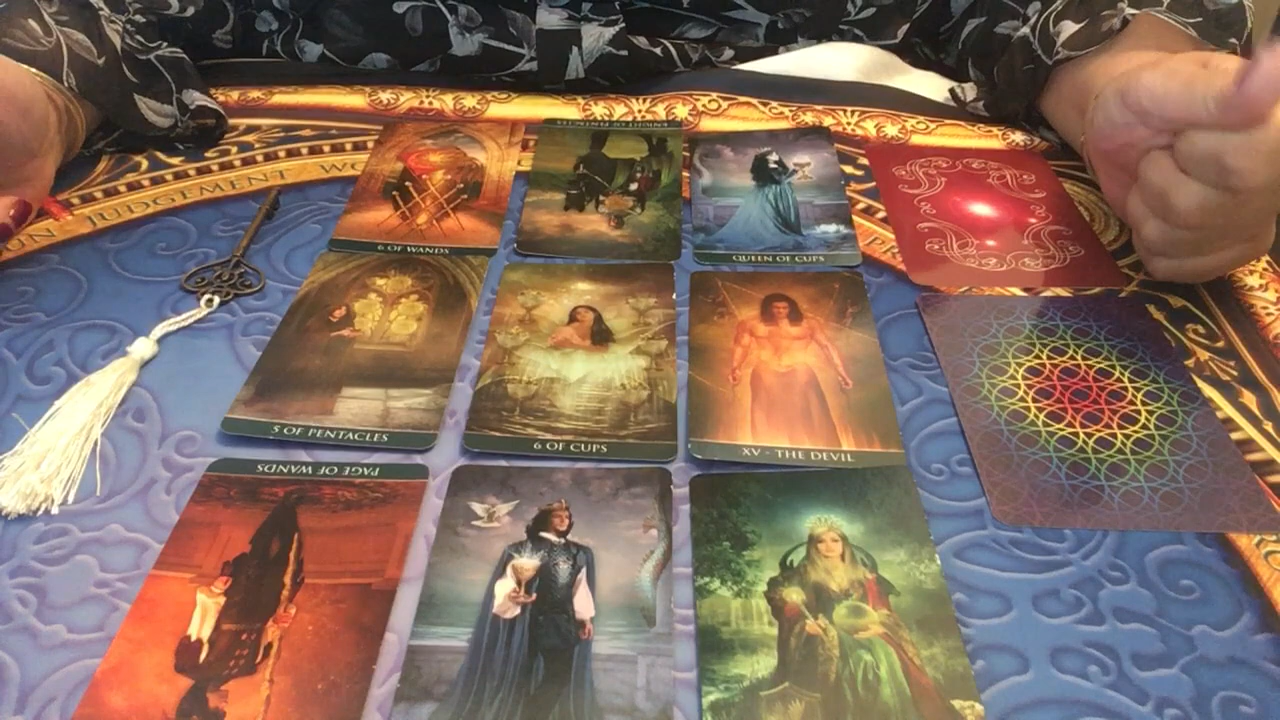 KNIGHT OF PENTACLES
6 OF WANDS
QUEEN OF CUPS
JUDGEMENT
5 OF PENTACLES
6 OF CUPS
XV - THE DEVIL
PAGE OF WANDS